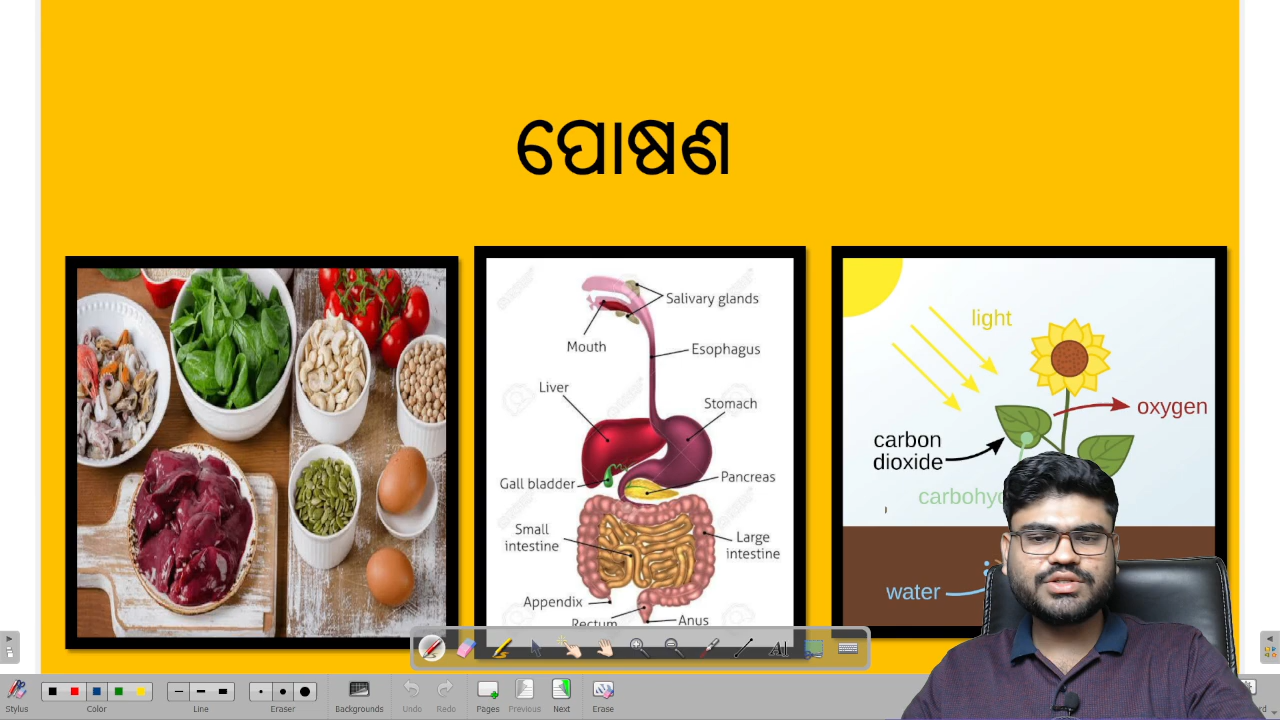 ପୋଷଣ
Salivary glands
Mouth
Esophagus
Liver
Stomach
Gall bladder
Pancreas
Small
intestine
Large
intestine
Appendix
Rectum
Anus
light
oxygen
carbon
dioxide
water
Stylus
Color
Line
Eraser
Backgrounds
Undo
Redo
Pages
Previous
Next
Erase